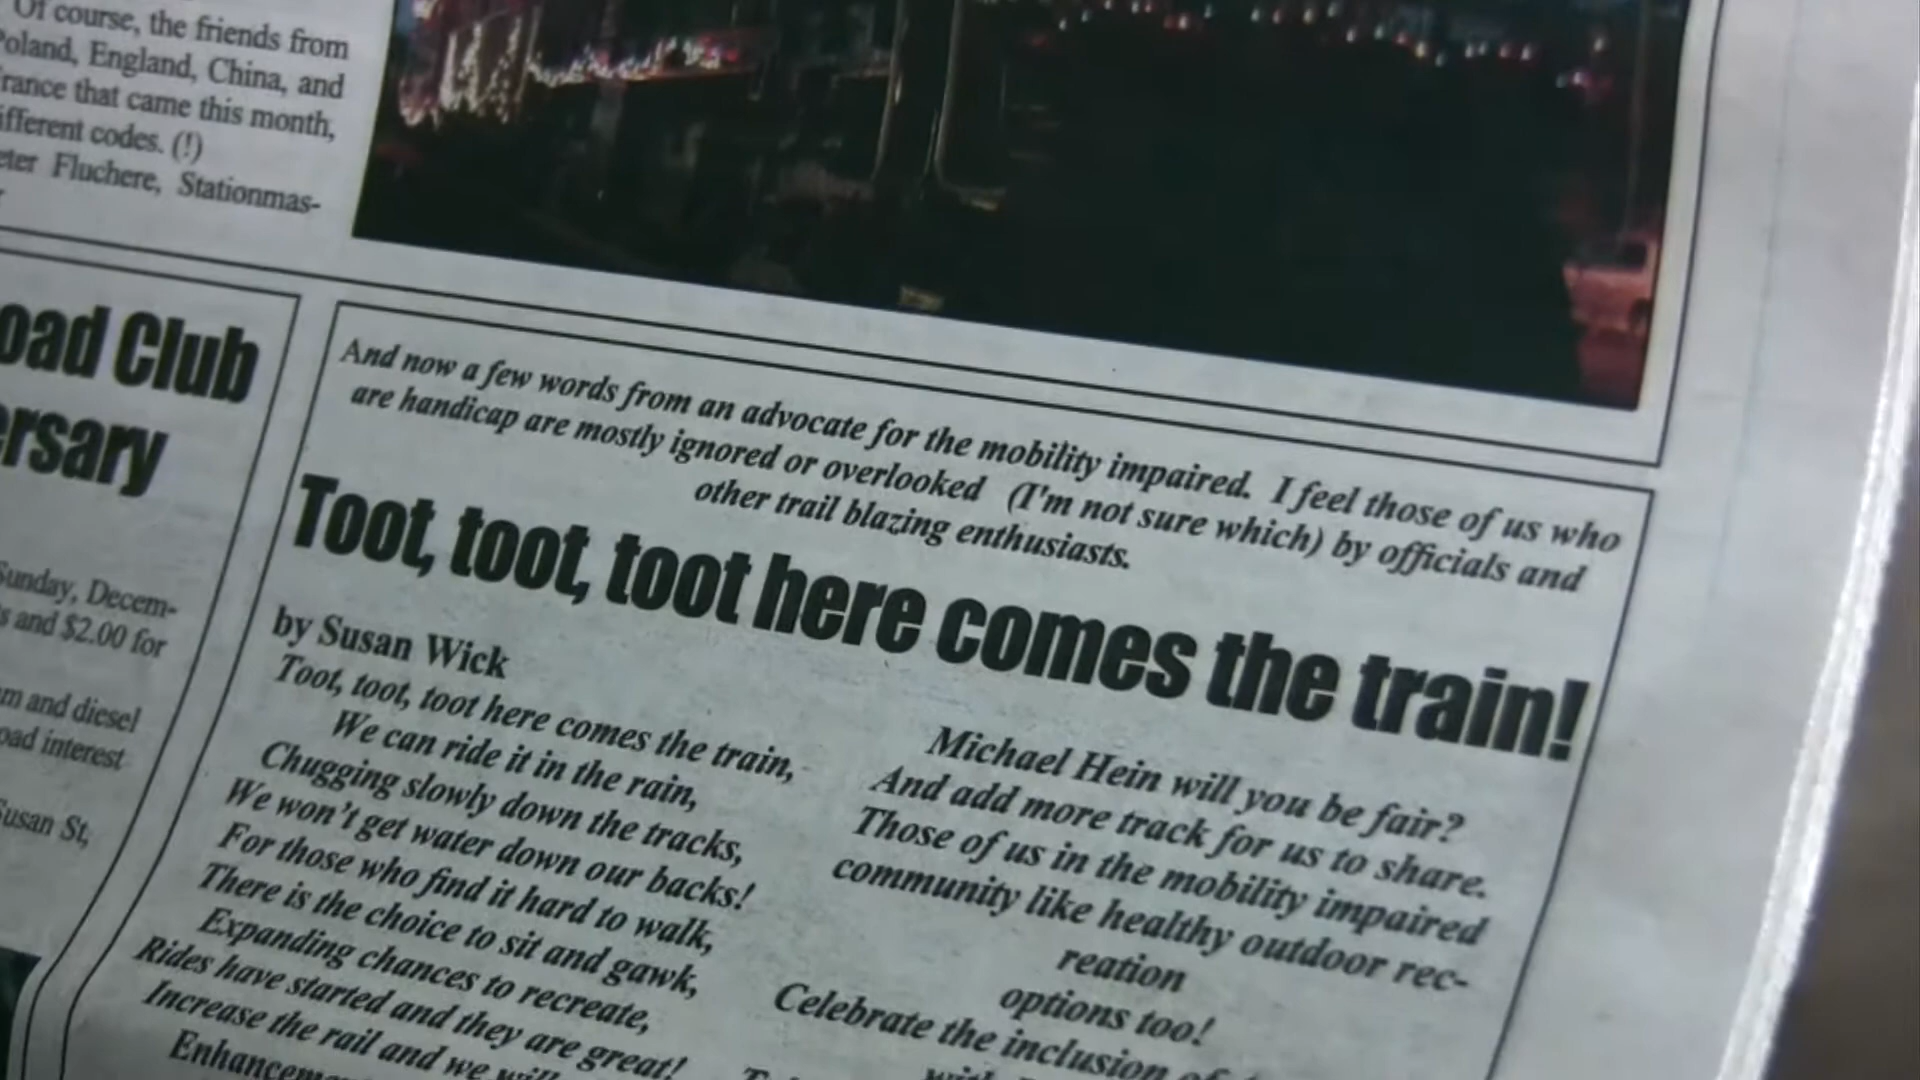 Of course, the friends from
Poland, England, China, and
France that came this month,
ifferent codes. (!)
eter Fluchere, Stationmas-
oad Club
ersary
Sunday, Decem-
s and $2.00 for
m and diesel
oad interest
Susan St,
And now a few words from an advocate for the mobility impaired. I feel those of us who
are handicap are mostly ignored or overlooked (I'm not sure which) by officials and
other trail blazing enthusiasts.
Toot, toot, toot here comes the train!
by Susan Wick
Toot, toot, toot here comes the train,
We can ride it in the rain,
Chugging slowly down the tracks,
We won't get water down our backs!
For those who find it hard to walk,
There is the choice to sit and gawk,
Expanding chances to recreate,
Rides have started and they are great!
Increase the rail and we will
Michael Hein will you be fair?
And add more track for us to share.
Those of us in the mobility impaired
community like healthy outdoor rec-
reation
options too!
Celebrate the inclusion of